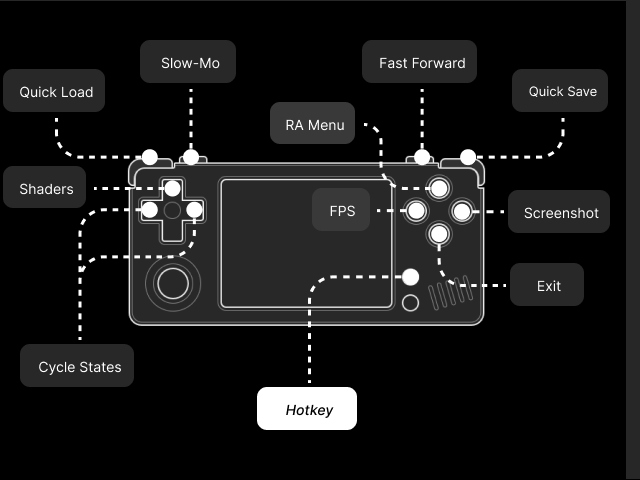 Slow-Mo
Fast Forward
Quick Load
Quick Save
RA Menu
Shaders
FPS
Screenshot
Exit
Cycle States
Hotkey